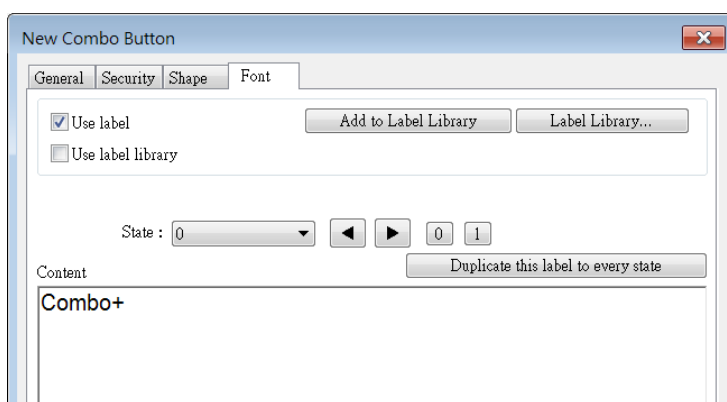 New Combo Button
General Security Shape Font
Use label Add to Label Library Label Library...
Use label library
State : 0 0 1
Content Duplicate this label to every state
Combo+